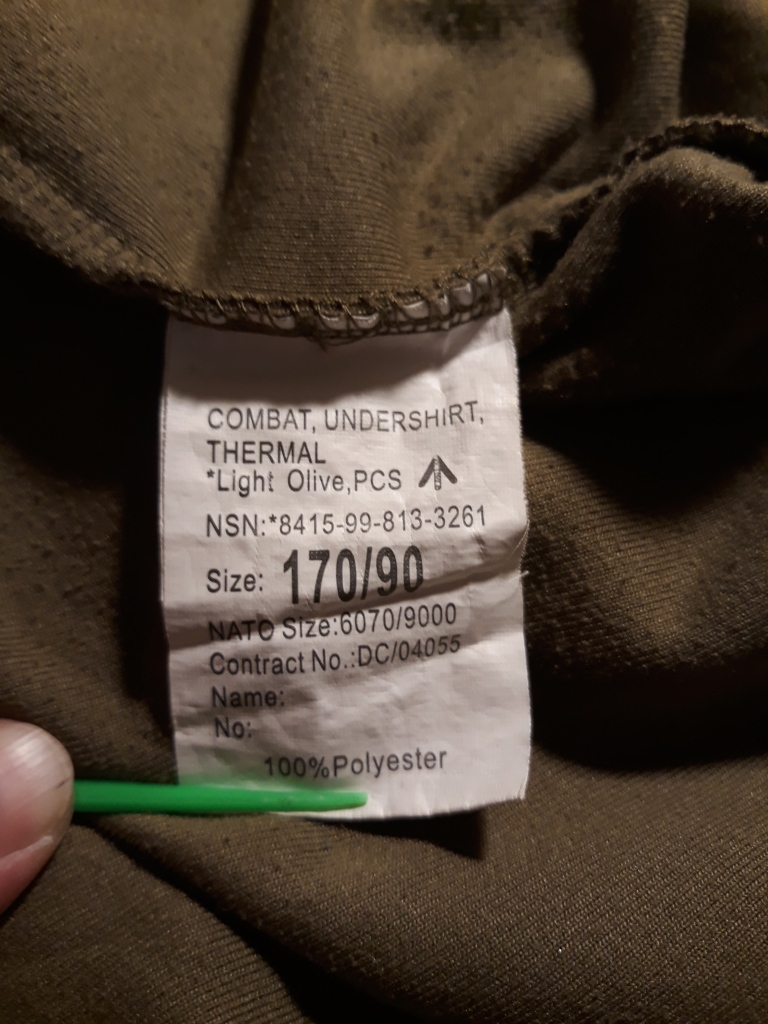 COMBAT, UNDERSHIRT,
THERMAL
*Light Olive,PCS
NSN:*8415-99-813-3261
Size: 170/90
NATO Size:6070/9000
Contract No.:DC/04055
Name:
No:
100%Polyester